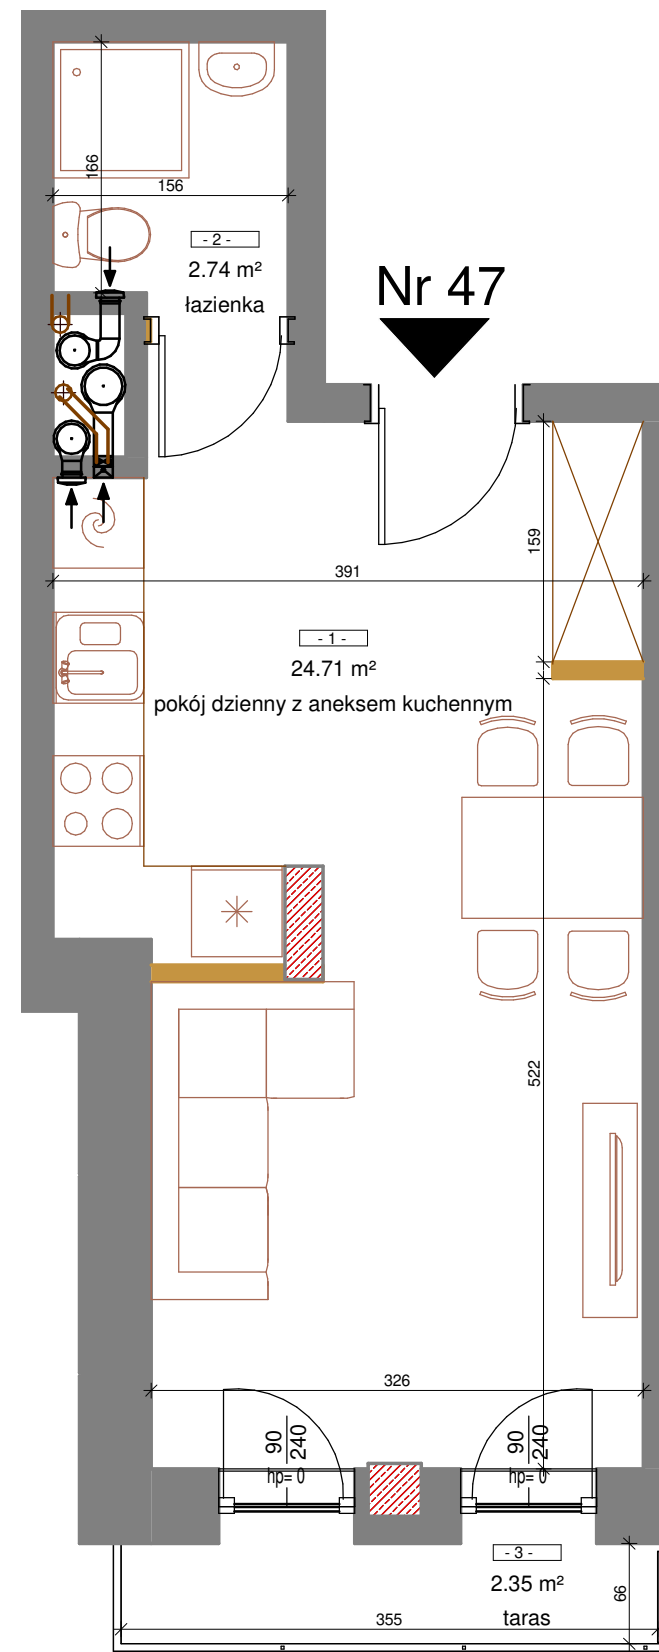 166
156
- 2 -
2.74 m²
łazienka
Nr 47
159
391
- 1 -
24.71 m²
pokój dzienny z aneksem kuchennym
522
326
90
240
hp= 0
90
240
hp= 0
- 3 -
2.35 m²
taras
66
355